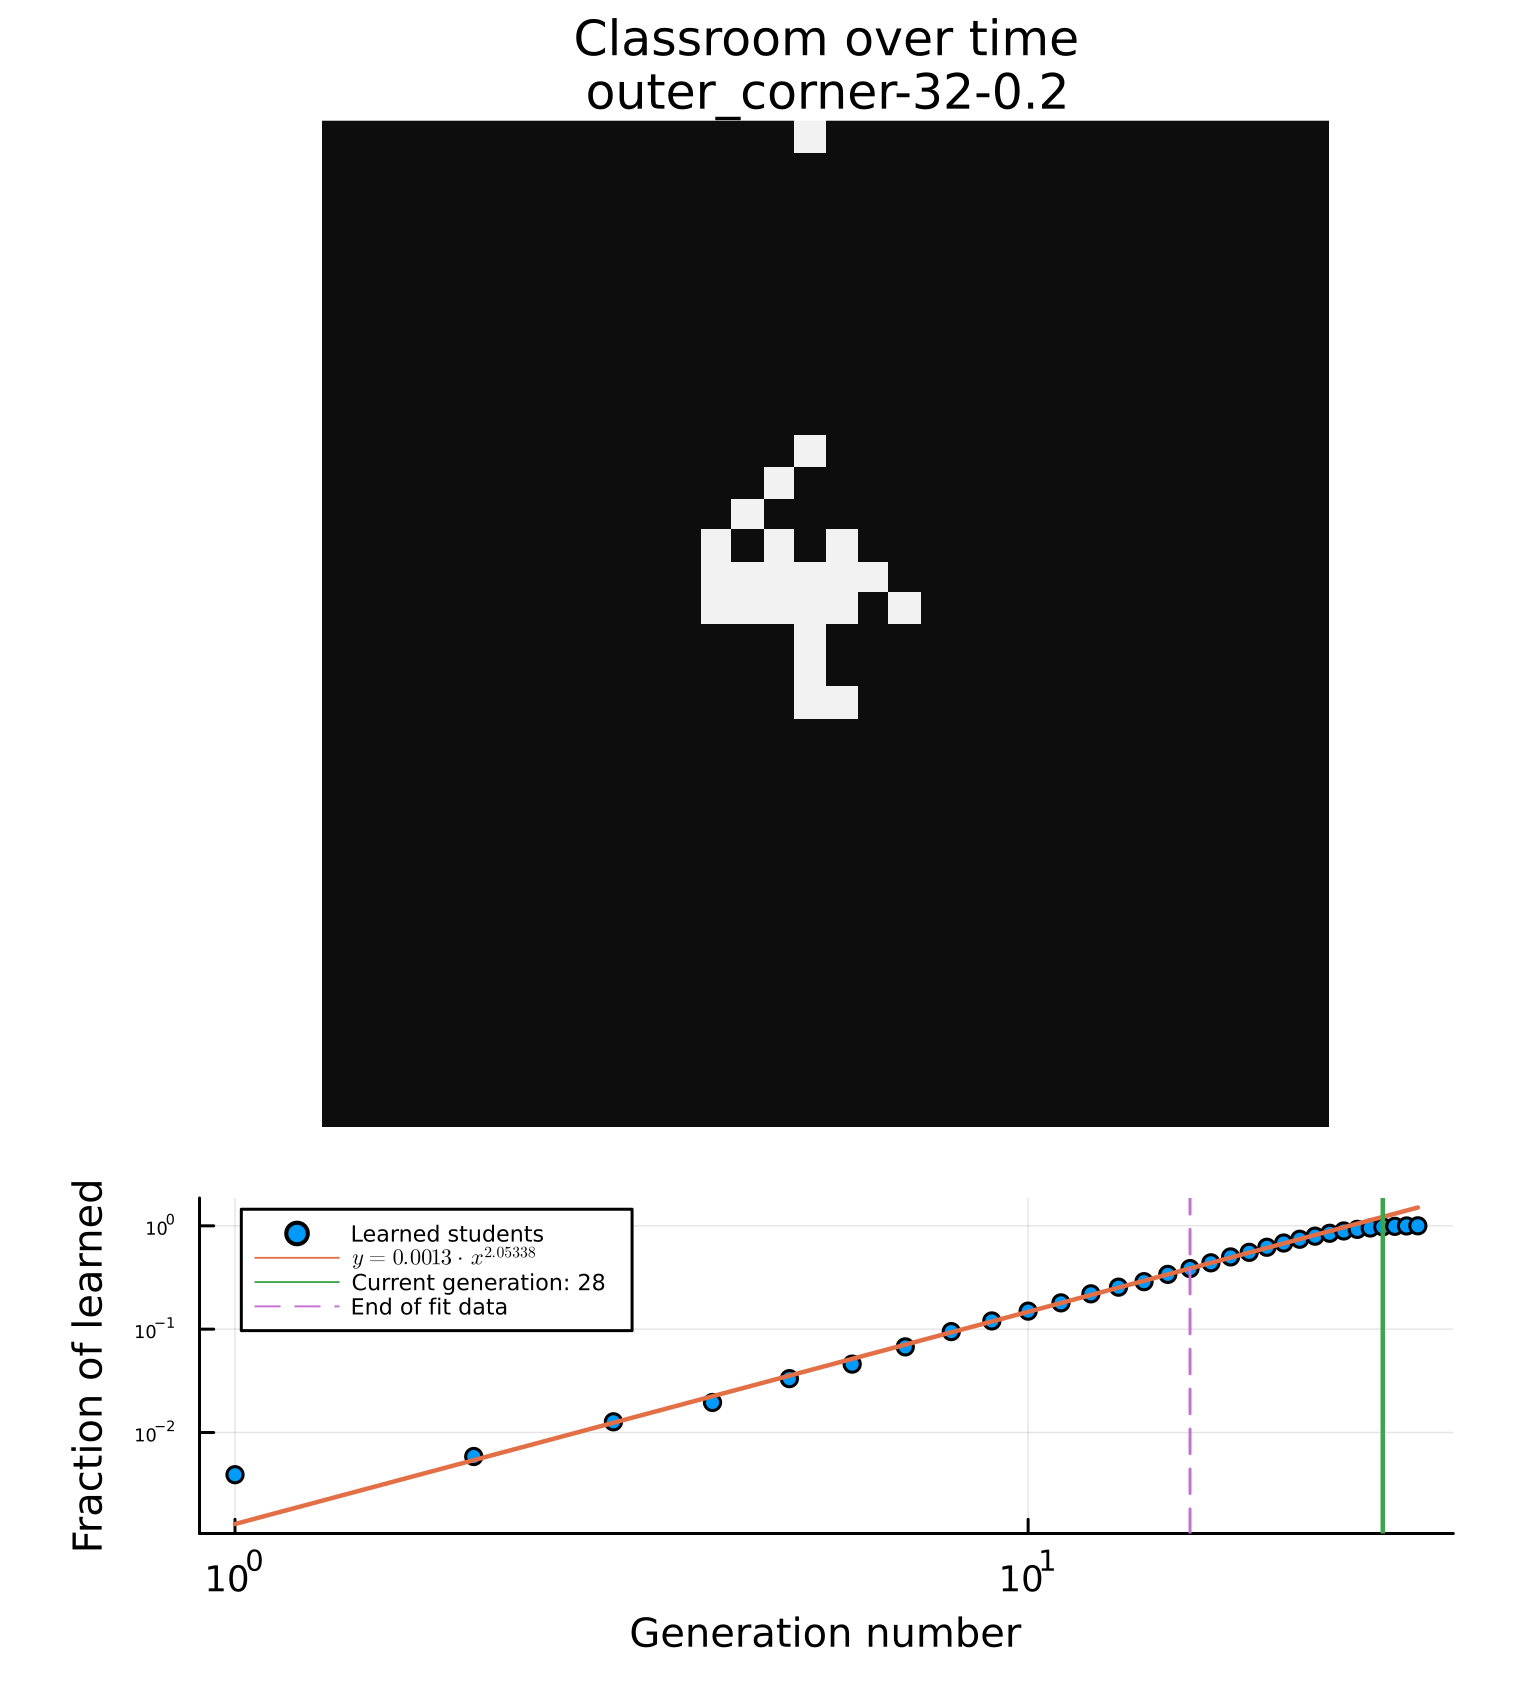 Classroom over time
outer_corner-32-0.2
Fraction of learned
10⁰
10⁻¹
10⁻²
Learned students
y = 0.0013 · x^{2.05338}
Current generation: 28
End of fit data
10⁰ 10¹
Generation number